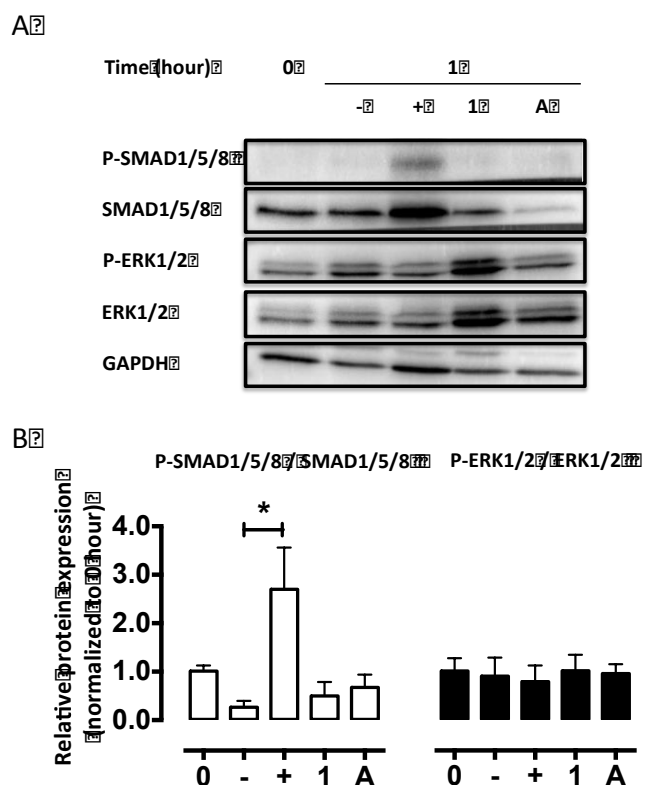 A
Time (hour) 0 1
- + 1 A
P-SMAD1/5/8
SMAD1/5/8
P-ERK1/2
ERK1/2
GAPDH
B
P-SMAD1/5/8 / SMAD1/5/8
P-ERK1/2 / ERK1/2
Relative protein expression
(normalized to 0 hour)
*
4.0
3.0
2.0
1.0
0.0
0 - + 1 A
0 - + 1 A